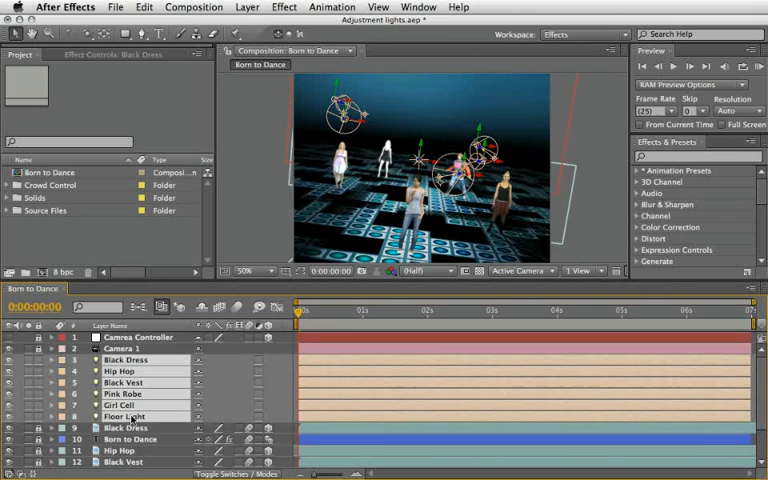 After Effects File Edit Composition Layer Effect Animation View Window Help
Adjustment lights.aep *
Workspace: Effects Search Help
Project Effect Controls: Black Dress Composition: Born to Dance Preview
Born to Dance
RAM Preview Options
Frame Rate Skip Resolution
(25) 0 Auto
From Current Time Full Screen
Effects & Presets
Name Type Size
Born to Dance Composi...n
Crowd Control Folder
Solids Folder
Source Files Folder
* Animation Presets
3D Channel
Audio
Blur & Sharpen
Channel
Color Correction
Distort
Expression Controls
Generate
8 bpc 50% 0:00:00:00 (Half) Active Camera 1 View
Born to Dance
0:00:00:00
00s 01s 02s 03s 04s 05s 06s 07s
# Layer Name
1 Camrea Controller
2 Camera 1
3 Black Dress
4 Hip Hop
5 Black Vest
6 Pink Robe
7 Girl Cell
8 Floor Light
9 Black Dress
10 Born to Dance
11 Hip Hop
12 Black Vest
Toggle Switches / Modes